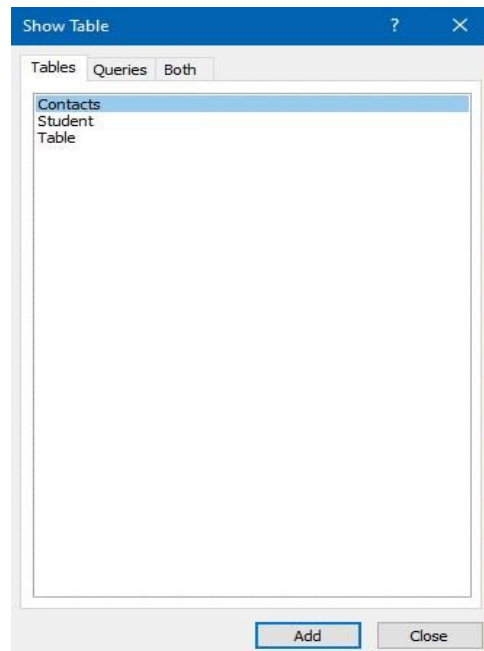 Show Table ? ×
Tables Queries Both
Contacts
Student
Table
Add Close